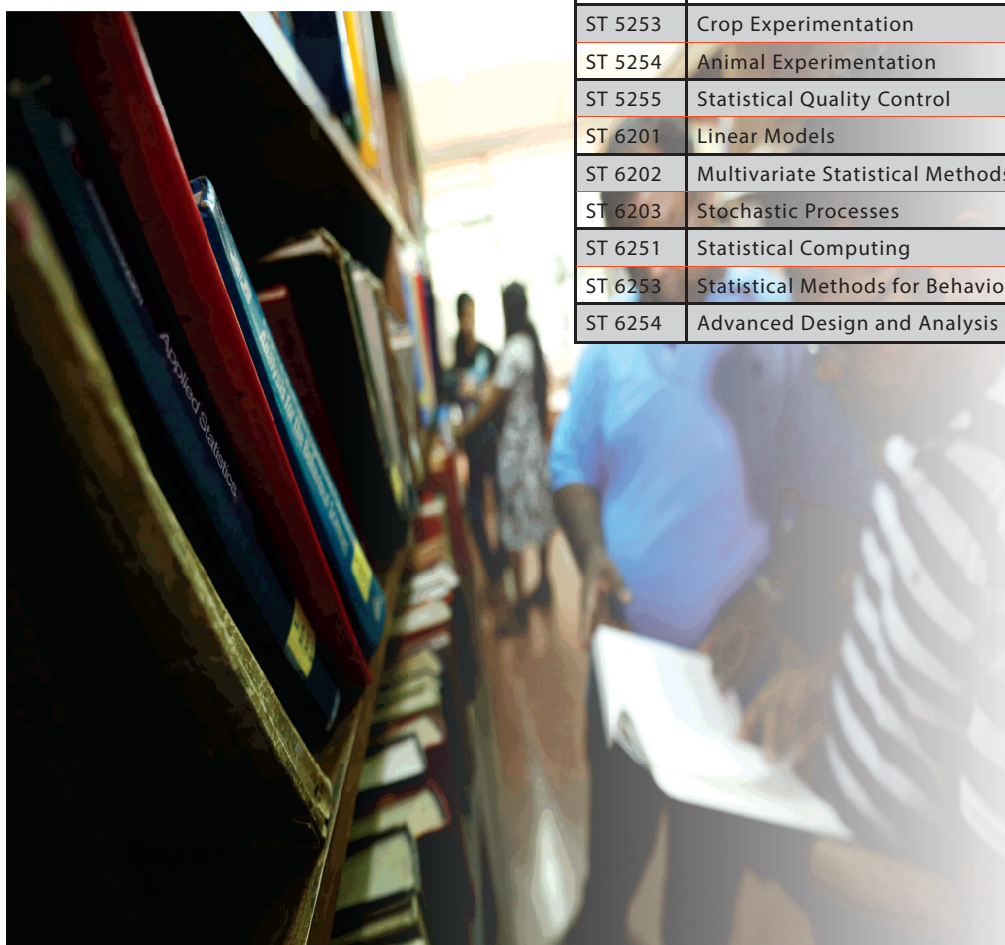 ST 5253 Crop Experimentation
ST 5254 Animal Experimentation
ST 5255 Statistical Quality Control
ST 6201 Linear Models
ST 6202 Multivariate Statistical Methods
ST 6203 Stochastic Processes
ST 6251 Statistical Computing
ST 6253 Statistical Methods for Behavio
ST 6254 Advanced Design and Analysis
Applied Statistics